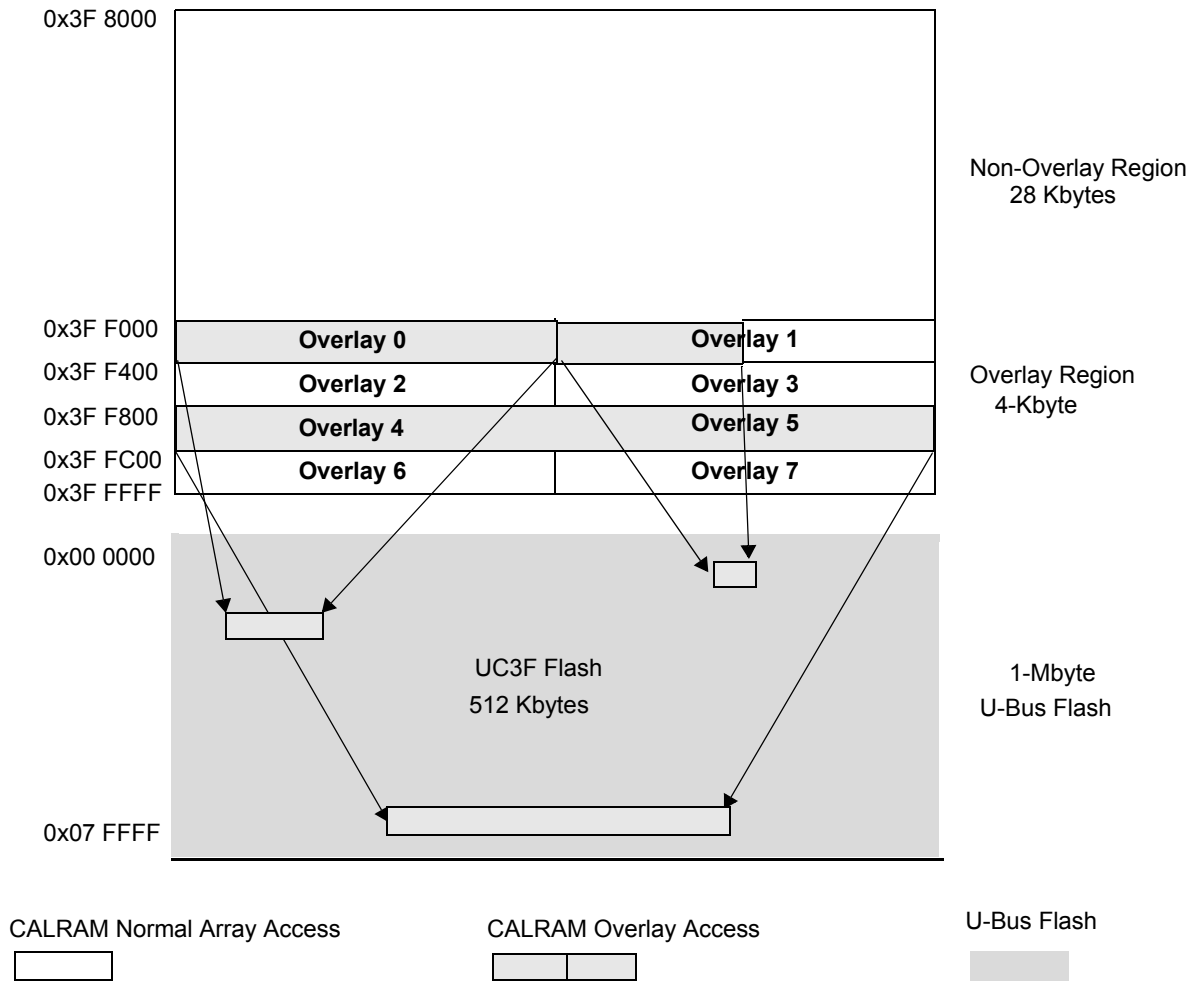 0x3F 8000
Non-Overlay Region
28 Kbytes
0x3F F000
Overlay 0
Overlay 1
0x3F F400
Overlay 2
Overlay 3
Overlay Region
4-Kbyte
0x3F F800
Overlay 4
Overlay 5
0x3F FC00
Overlay 6
Overlay 7
0x3F FFFF
0x00 0000
UC3F Flash
512 Kbytes
1-Mbyte
U-Bus Flash
0x07 FFFF
CALRAM Normal Array Access
CALRAM Overlay Access
U-Bus Flash